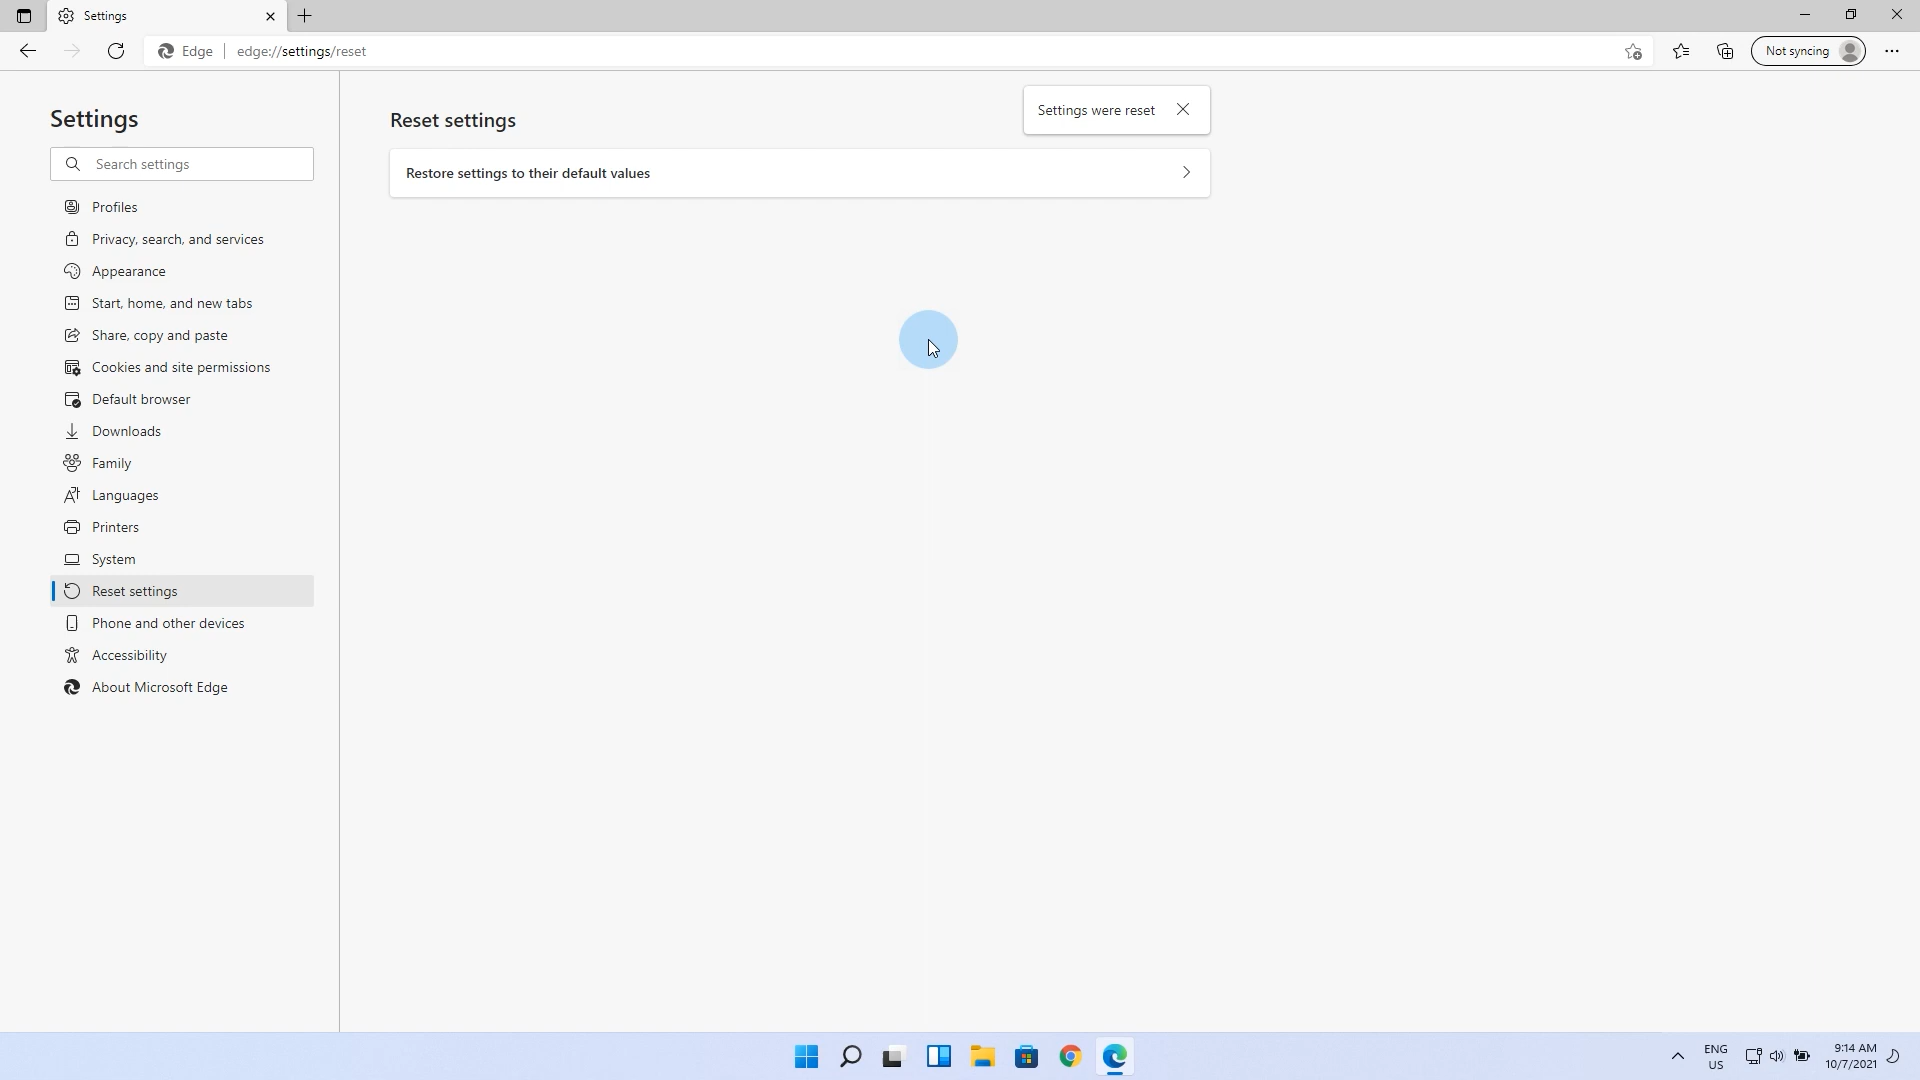 Settings
Edge
edge://settings/reset
Not syncing
Settings
Search settings
Profiles
Privacy, search, and services
Appearance
Start, home, and new tabs
Share, copy and paste
Cookies and site permissions
Default browser
Downloads
Family
Languages
Printers
System
Reset settings
Phone and other devices
Accessibility
About Microsoft Edge
Reset settings
Settings were reset
Restore settings to their default values
ENG
US
9:14 AM
10/7/2021